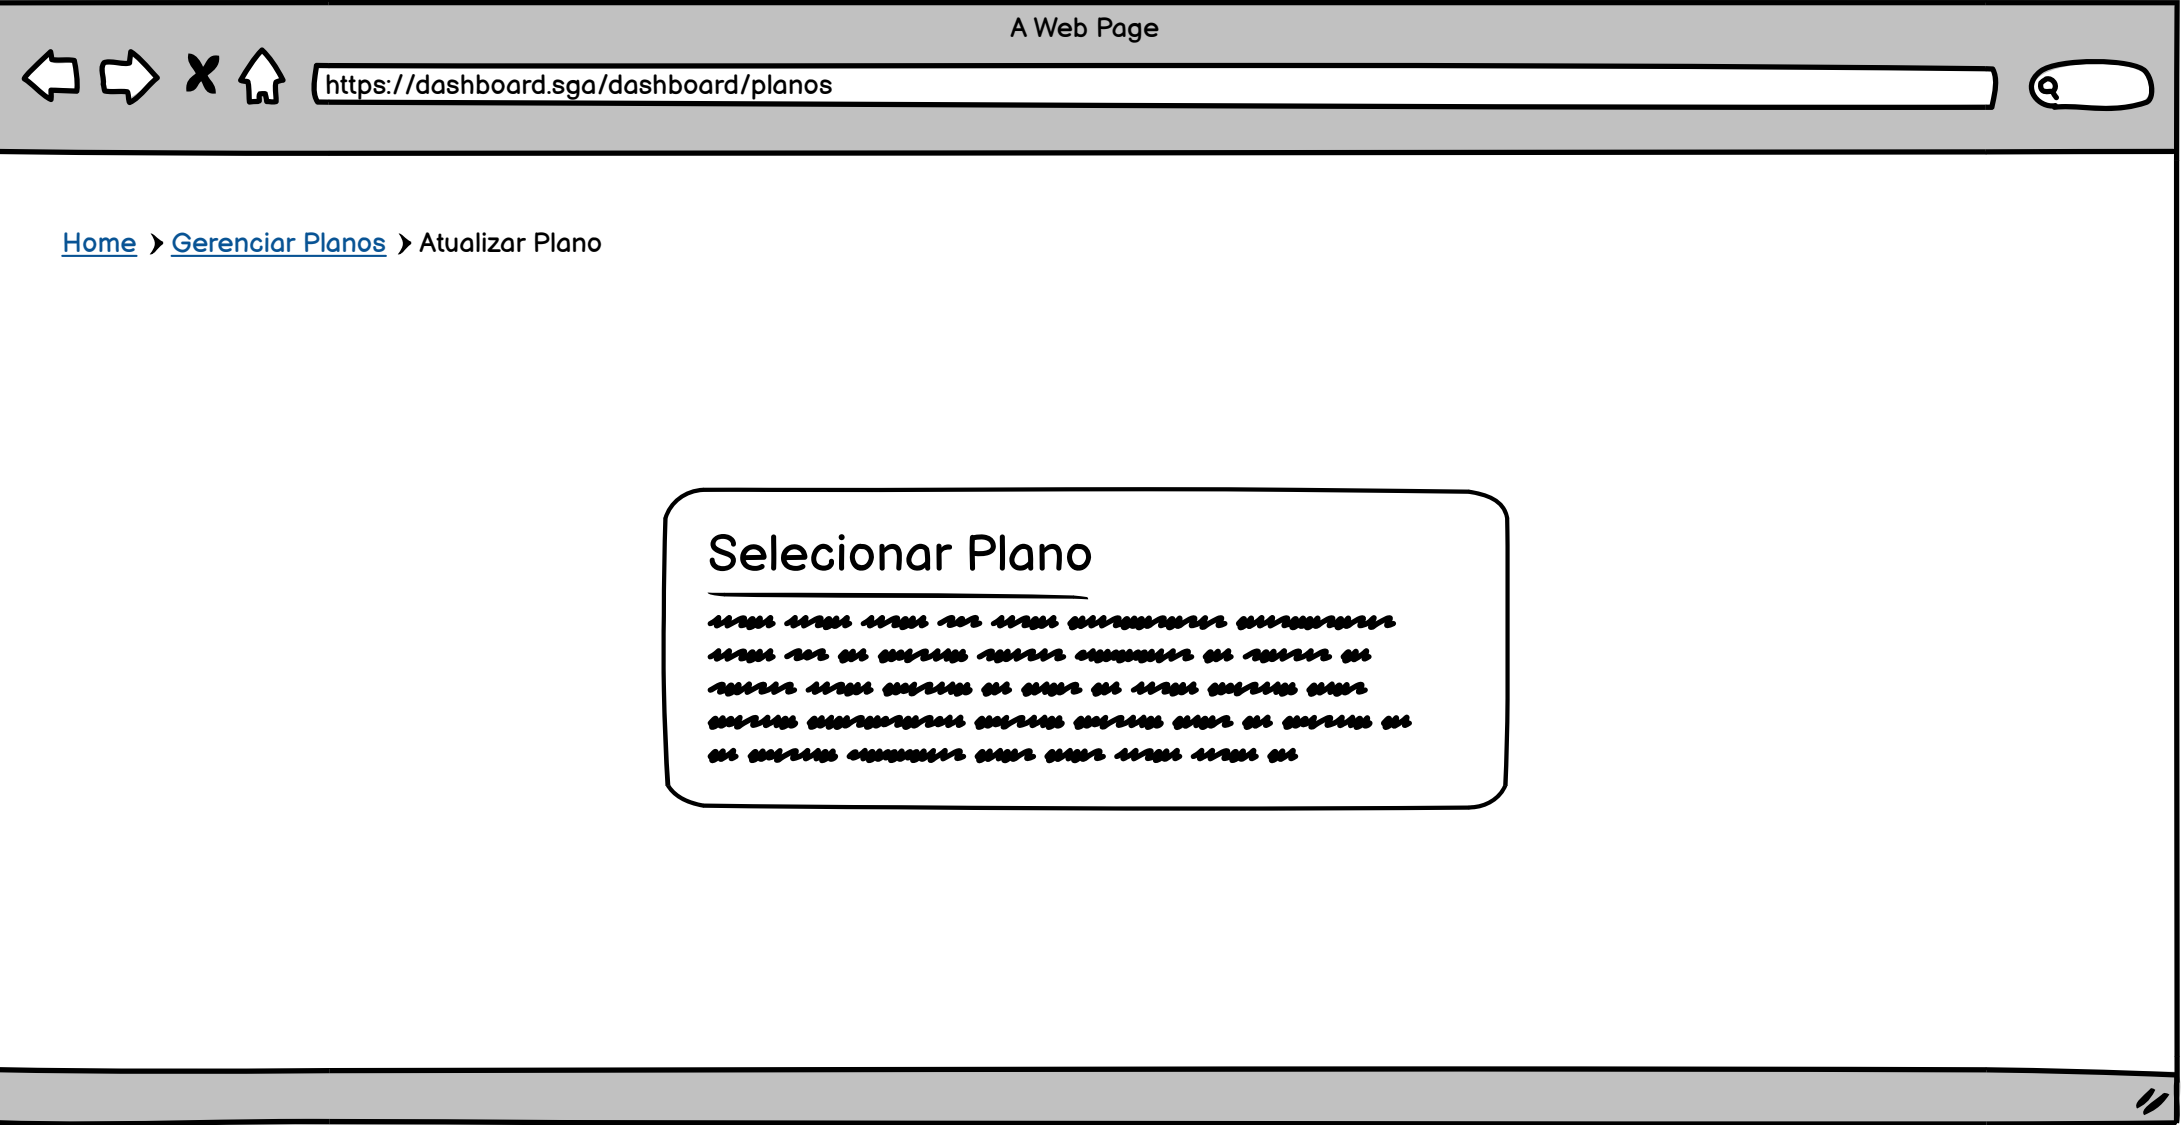 A Web Page
https://dashboard.sga/dashboard/planos
Home Gerenciar Planos Atualizar Plano
Selecionar Plano